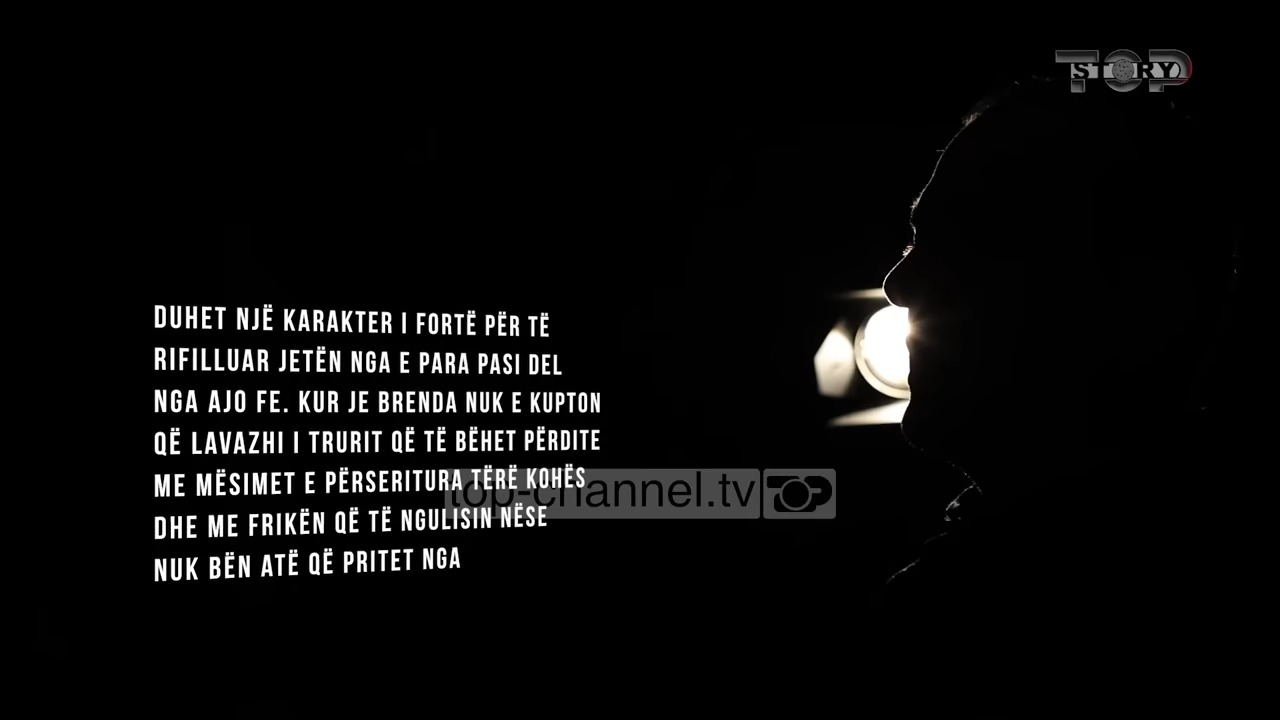 TOP STORY
DUHET NJË KARAKTER I FORTË PËR TË
RIFILLUAR JETËN NGA E PARA PASI DEL
NGA AJO FE. KUR JE BRENDA NUK E KUPTON
QË LAVAZHI I TRURIT QË TË BËHET PËRDITE
ME MËSIMET E PËRSERITURA TËRË KOHËS
top-channel.tv TOP
DHE ME FRIKËN QË TË NGULISIN NËSE
NUK BËN ATË QË PRITET NGA